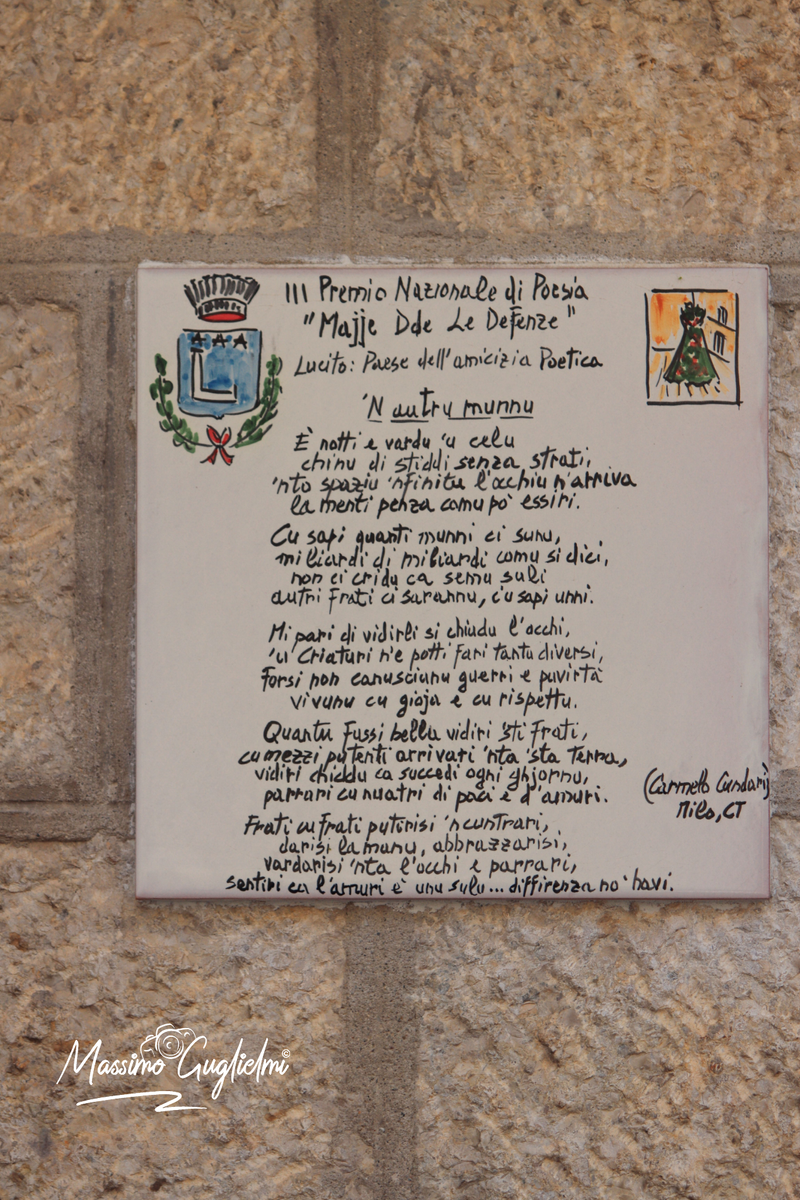 III Premio Nazionale di Poesia
"Majje Dde Le Defenze"
Lucito: Paese dell'amicizia Poetica
'N autru munnu
È notti e vardu 'u celu
chinu di stiddi senza strati,
'nto spaziu 'nfinitu l'occhiu n'arriva
la menti penza comu po' essiri.
Cu sapi quanti munni ci sunu,
miliardi di miliardi comu si dici,
non ci cridu ca semu suli
autri frati ci sarannu, cu sapi unni.
Mi pari di vidirli si chiudu l'occhi,
'u Criaturi n'e potti fari tantu diversi,
forsi non canusciunu guerri e puvirtà
vivunu cu gioja e cu rispettu.
Quantu fussi bellu vidiri 'sti frati,
cu mezzi putenti arrivati 'nta 'sta Terra,
vidiri chiddu ca succedi ogni ghjornu,
parrari cu nuatri di paci e d'amuri.
Frati cu frati putirisi 'ncuntrari,
darisi la manu, abbrazzarisi,
vardarisi 'nta l'occhi e parrari,
sentiri ca l'amuri è unu sulu... diffirenza no' havi.
(Carmelo Cundari)
Milo, CT
L
Massimo Guglielmi ©